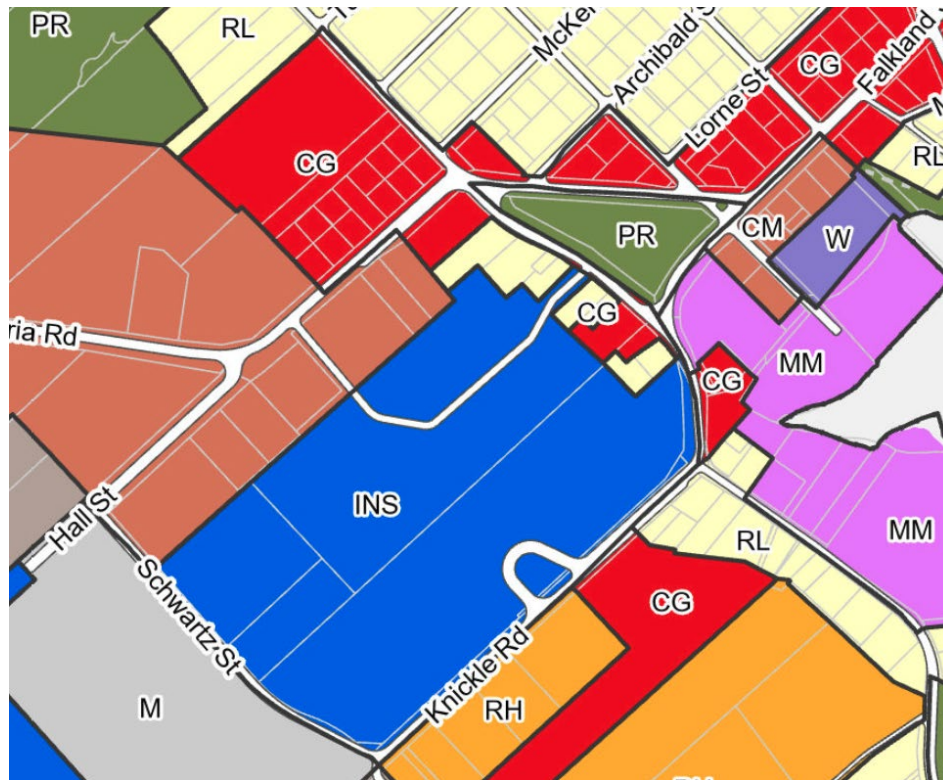 PR
RL
McKe
Archibald S
Lorne St
CG
Falkland
RL
CG
PR
CM
W
CG
ria Rd
MM
CG
INS
Hall St
MM
RL
Schwartz St
CG
Knickle Rd
RH
M